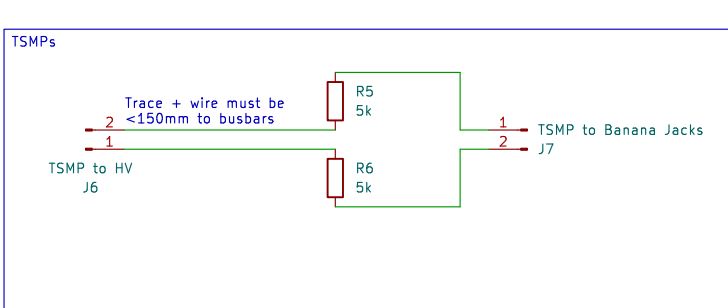 TSMPs
Trace + wire must be
<150mm to busbars
R5
5k
2
1
TSMP to HV
J6
R6
5k
1
2
TSMP to Banana Jacks
J7